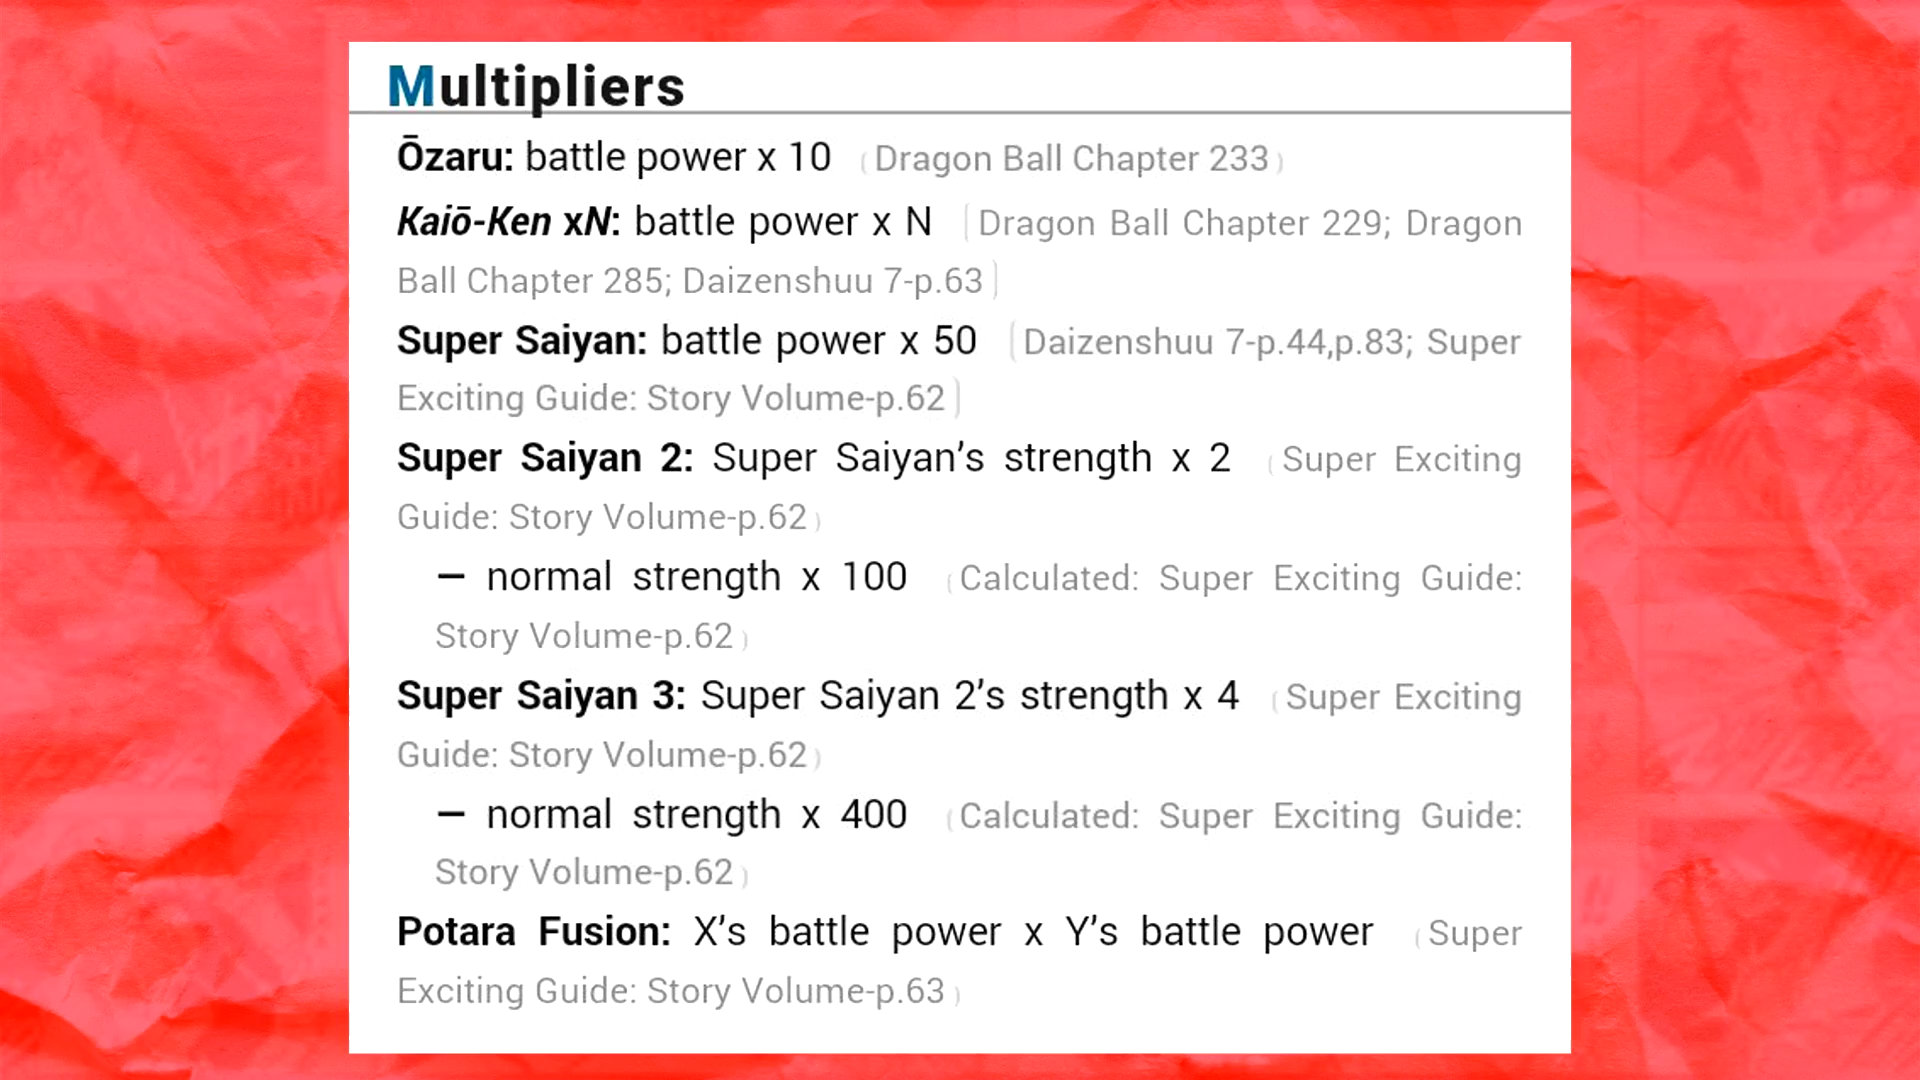 Multipliers
Ōzaru: battle power x 10 (Dragon Ball Chapter 233)
Kaiō-Ken xN: battle power x N (Dragon Ball Chapter 229; Dragon
Ball Chapter 285; Daizenshuu 7-p.63)
Super Saiyan: battle power x 50 (Daizenshuu 7-p.44,p.83; Super
Exciting Guide: Story Volume-p.62)
Super Saiyan 2: Super Saiyan’s strength x 2 (Super Exciting
Guide: Story Volume-p.62)
— normal strength x 100 (Calculated: Super Exciting Guide:
Story Volume-p.62)
Super Saiyan 3: Super Saiyan 2’s strength x 4 (Super Exciting
Guide: Story Volume-p.62)
— normal strength x 400 (Calculated: Super Exciting Guide:
Story Volume-p.62)
Potara Fusion: X’s battle power x Y’s battle power (Super
Exciting Guide: Story Volume-p.63)